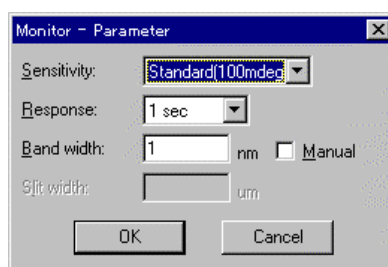 Monitor - Parameter
Sensitivity: Standard(100mdeg
Response: 1 sec
Band width: 1 nm Manual
Slit width: um
OK Cancel